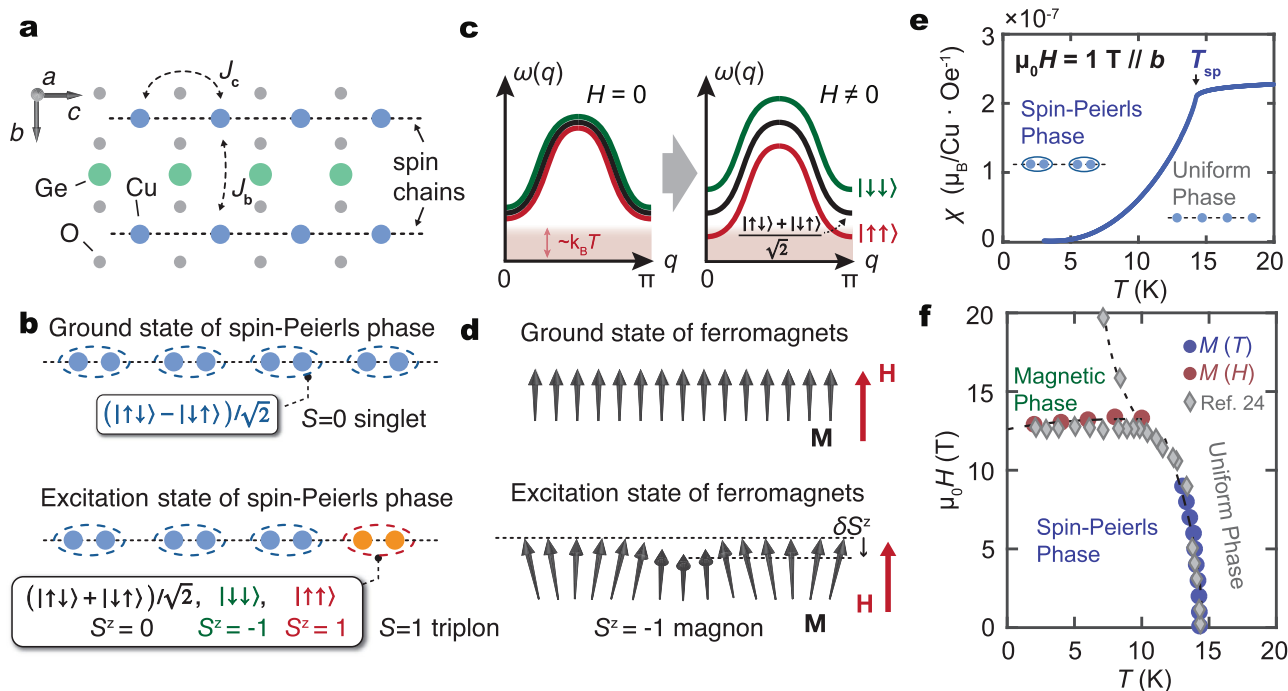 a
a
c
b
J_c
J_b
Ge
Cu
O
spin
chains
b
Ground state of spin-Peierls phase
(|↑↓⟩ − |↓↑⟩)/√2
S=0 singlet
Excitation state of spin-Peierls phase
(|↑↓⟩ + |↓↑⟩)/√2, |↓↓⟩, |↑↑⟩
S^z = 0 S^z = -1 S^z = 1
S=1 triplon
c
ω(q)
H = 0
~k_BT
0
π
q
ω(q)
H ≠ 0
|↓↓⟩
|↑↓⟩ + |↓↑⟩
√2
|↑↑⟩
0
π
q
d
Ground state of ferromagnets
H
M
Excitation state of ferromagnets
δS^z
H
S^z = -1 magnon
M
e
×10^-7
3
2
1
0
χ (μ_B/Cu · Oe^-1)
μ_0H = 1 T // b
T_sp
Spin-Peierls
Phase
Uniform
Phase
0
5
10
15
20
T (K)
f
20
15
10
5
0
μ_0H (T)
M (T)
M (H)
Ref. 24
Magnetic
Phase
Spin-Peierls
Phase
Uniform Phase
0
5
10
15
20
T (K)